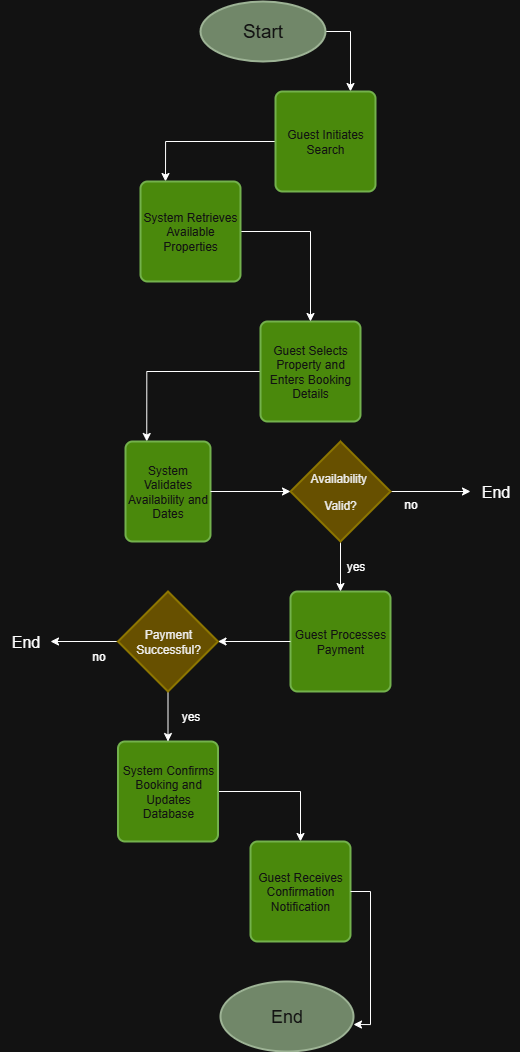 Start
Guest Initiates
Search
System Retrieves
Available
Properties
Guest Selects
Property and
Enters Booking
Details
System
Validates
Availability and
Dates
Availability
Valid?
no
End
yes
Guest Processes
Payment
Payment
Successful?
no
End
yes
System Confirms
Booking and
Updates
Database
Guest Receives
Confirmation
Notification
End